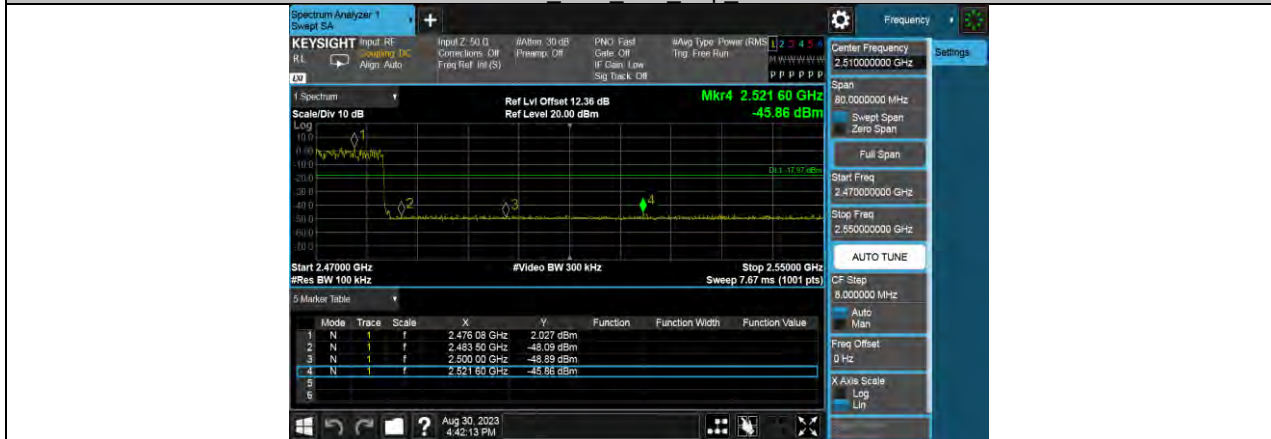 Spectrum Analyzer 1
Swept SA
+
Frequency
KEYSIGHT
RL
LXI
Input: RF
Coupling: DC
Align: Auto
Input Z: 50 Ω
Corrections: Off
Freq Ref: Int (S)
#Atten: 30 dB
Preamp: Off
PNO: Fast
Gate: Off
IF Gain: Low
Sig Track: Off
#Avg Type: Power (RMS
Trig: Free Run
1 2 3 4 5 6
M W W W W W
P P P P P P
Center Frequency
2.510000000 GHz
Settings
Span
80.0000000 MHz
Swept Span
Zero Span
Full Span
Start Freq
2.470000000 GHz
Stop Freq
2.550000000 GHz
AUTO TUNE
CF Step
8.000000 MHz
Auto
Man
Freq Offset
0 Hz
X Axis Scale
Log
Lin
1 Spectrum
Scale/Div 10 dB
Ref Lvl Offset 12.36 dB
Ref Level 20.00 dBm
Mkr4 2.521 60 GHz
-45.86 dBm
Log
10.0
0.00
-10.0
-20.0
-30.0
-40.0
-50.0
-60.0
-70.0
1
2
3
4
DL1 -17.97 dBm
Start 2.47000 GHz
#Res BW 100 kHz
#Video BW 300 kHz
Stop 2.55000 GHz
Sweep 7.67 ms (1001 pts)
5 Marker Table
Mode Trace Scale X Y Function Function Width Function Value
1 N 1 f 2.476 08 GHz 2.027 dBm
2 N 1 f 2.483 50 GHz -48.09 dBm
3 N 1 f 2.500 00 GHz -48.89 dBm
4 N 1 f 2.521 60 GHz -45.86 dBm
5
6
?
Aug 30, 2023
4:42:13 PM